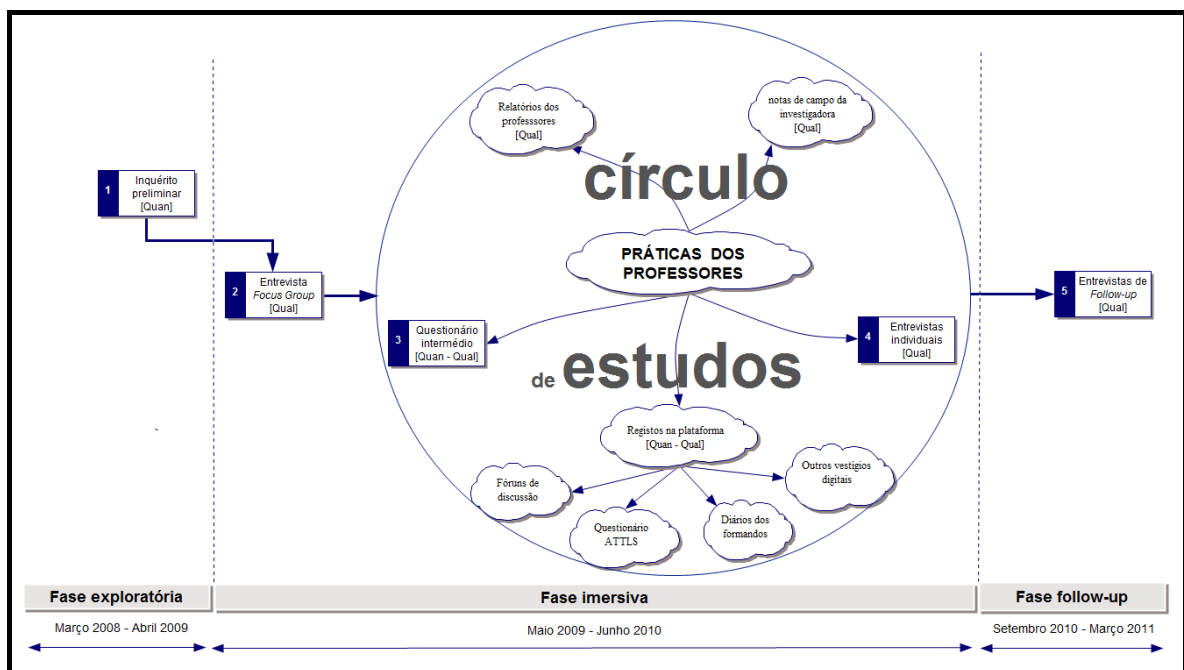 Relatórios dos
professsores
[Qual]
notas de campo da
investigadora
[Qual]
círculo
1
Inquérito
preliminar
[Quan]
PRÁTICAS DOS
PROFESSORES
2
Entrevista
Focus Group
[Qual]
3
Questionário
intermédio
[Quan - Qual]
4
Entrevistas
individuais
[Qual]
5
Entrevistas de
Follow-up
[Qual]
de estudos
Registos na plataforma
[Quan - Qual]
Fóruns de
discussão
Questionário
ATTLS
Diários dos
formandos
Outros vestígios
digitais
Fase exploratória
Fase imersiva
Fase follow-up
Março 2008 - Abril 2009
Maio 2009 - Junho 2010
Setembro 2010 - Março 2011